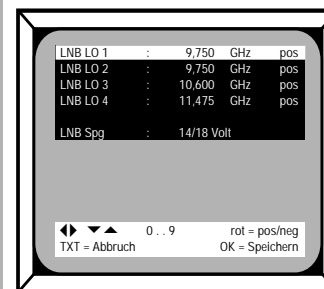 LNB LO 1 : 9,750 GHz pos
LNB LO 2 : 9,750 GHz pos
LNB LO 3 : 10,600 GHz pos
LNB LO 4 : 11,475 GHz pos
LNB Spg : 14/18 Volt
◀▶ ▼▲ 0 . . 9 rot = pos/neg
TXT = Abbruch OK = Speichern